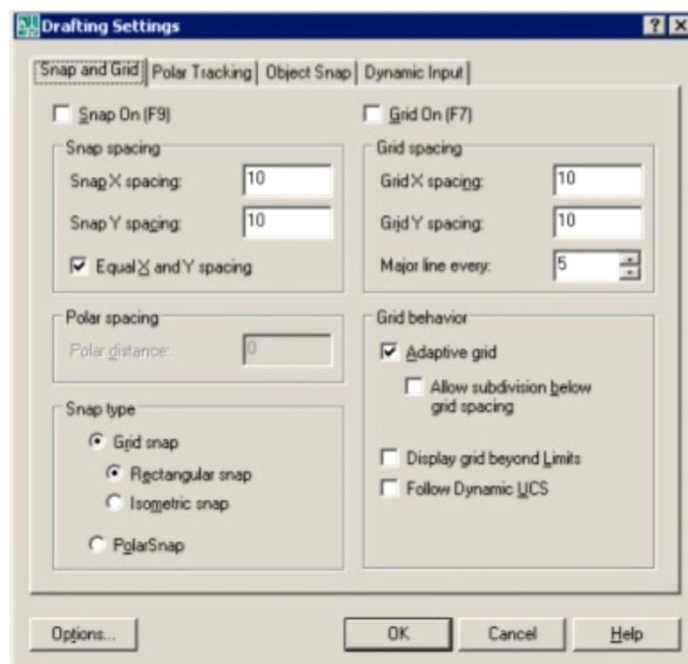 Drafting Settings
Snap and Grid Polar Tracking Object Snap Dynamic Input
Snap On (F9)
Snap spacing
Snap X spacing: 10
Snap Y spacing: 10
Equal X and Y spacing
Polar spacing
Polar distance: 0
Snap type
Grid snap
Rectangular snap
Isometric snap
PolarSnap
Grid On (F7)
Grid spacing
Grid X spacing: 10
Grid Y spacing: 10
Major line every: 5
Grid behavior
Adaptive grid
Allow subdivision below
grid spacing
Display grid beyond Limits
Follow Dynamic UCS
Options... OK Cancel Help